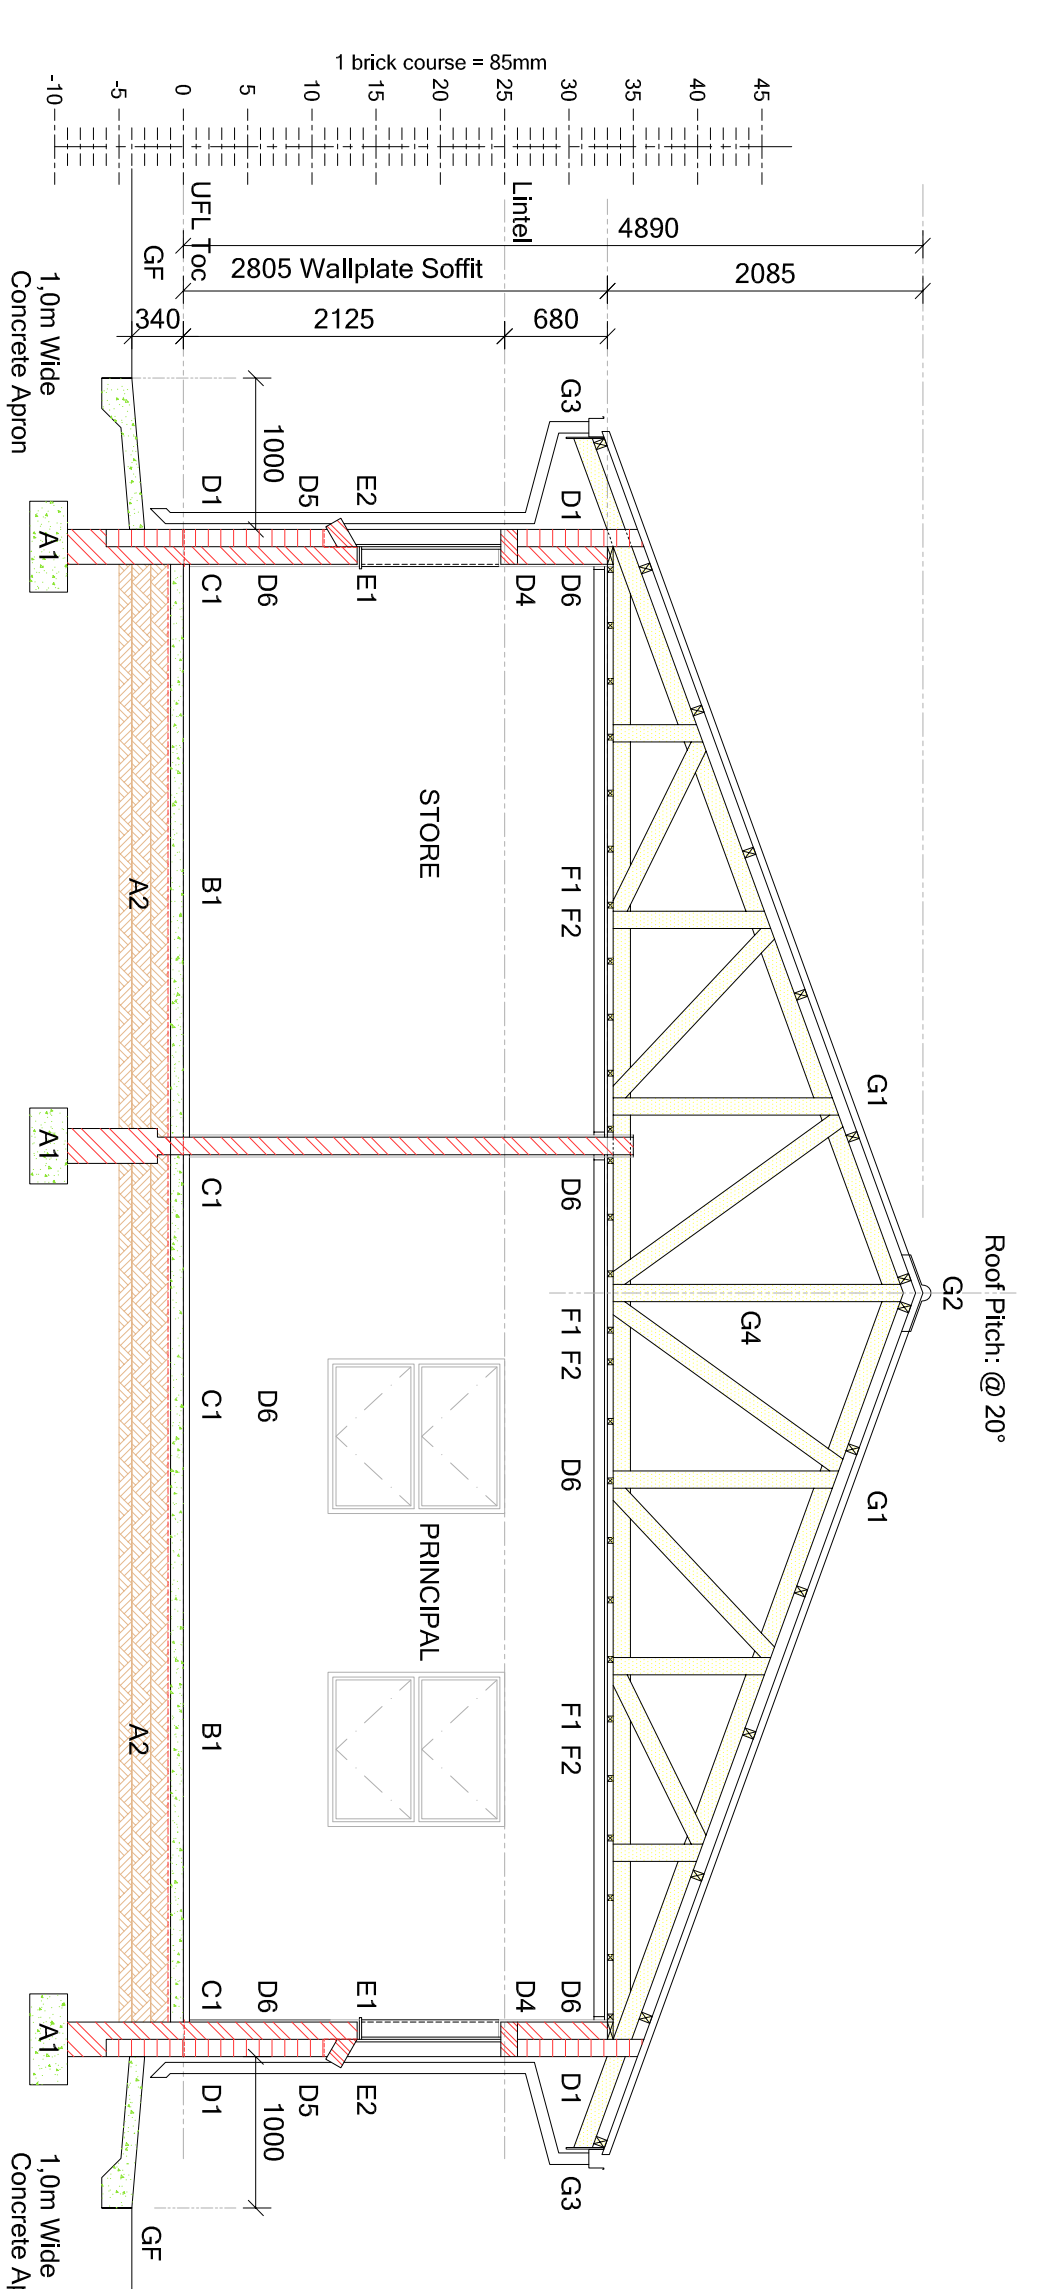 Roof Pitch: @ 20°
G2
G1
G1
G4
1 brick course = 85mm
45
40
35
30
25
20
15
10
5
0
-5
-10
4890
2085
2805 Wallplate Soffit
680
2125
340
Lintel
UFL Toc
GF
G3
D1
D6
F1 F2
D6
F1 F2
D6
F1 F2
D6
D1
G3
D4
D4
STORE
PRINCIPAL
E2
E1
E1
E2
D5
D5
1000
D6
D6
D6
1000
D1
C1
B1
C1
C1
B1
C1
D1
A2
A2
GF
A1
A1
A1
1,0m Wide
Concrete Apron
1,0m Wide
Concrete Ap